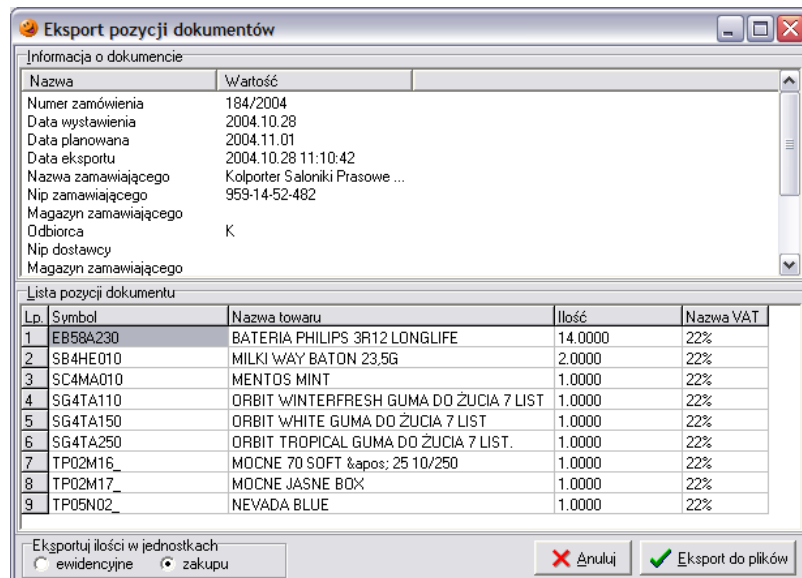 Eksport pozycji dokumentów
Informacja o dokumencie
Nazwa Wartość
Numer zamówienia 184/2004
Data wystawienia 2004.10.28
Data planowana 2004.11.01
Data eksportu 2004.10.28 11:10:42
Nazwa zamawiającego Kolporter Saloniki Prasowe ...
Nip zamawiającego 959-14-52-482
Magazyn zamawiającego
Odbiorca K
Nip dostawcy
Magazyn zamawiającego
Lista pozycji dokumentu
Lp. Symbol Nazwa towaru Ilość Nazwa VAT
1 EB58A230 BATERIA PHILIPS 3R12 LONGLIFE 14.0000 22%
2 SB4HE010 MILKI WAY BATON 23,5G 2.0000 22%
3 SC4MA010 MENTOS MINT 1.0000 22%
4 SG4TA110 ORBIT WINTERFRESH GUMA DO ŻUCIA 7 LIST 1.0000 22%
5 SG4TA150 ORBIT WHITE GUMA DO ŻUCIA 7 LIST 1.0000 22%
6 SG4TA250 ORBIT TROPICAL GUMA DO ŻUCIA 7 LIST. 1.0000 22%
7 TP02M16_ MOCNE 70 SOFT &apos; 25 10/250 1.0000 22%
8 TP02M17_ MOCNE JASNE BOX 1.0000 22%
9 TP05N02_ NEVADA BLUE 1.0000 22%
Eksportuj ilości w jednostkach
ewidencyjne zakupu Anuluj Eksport do plików